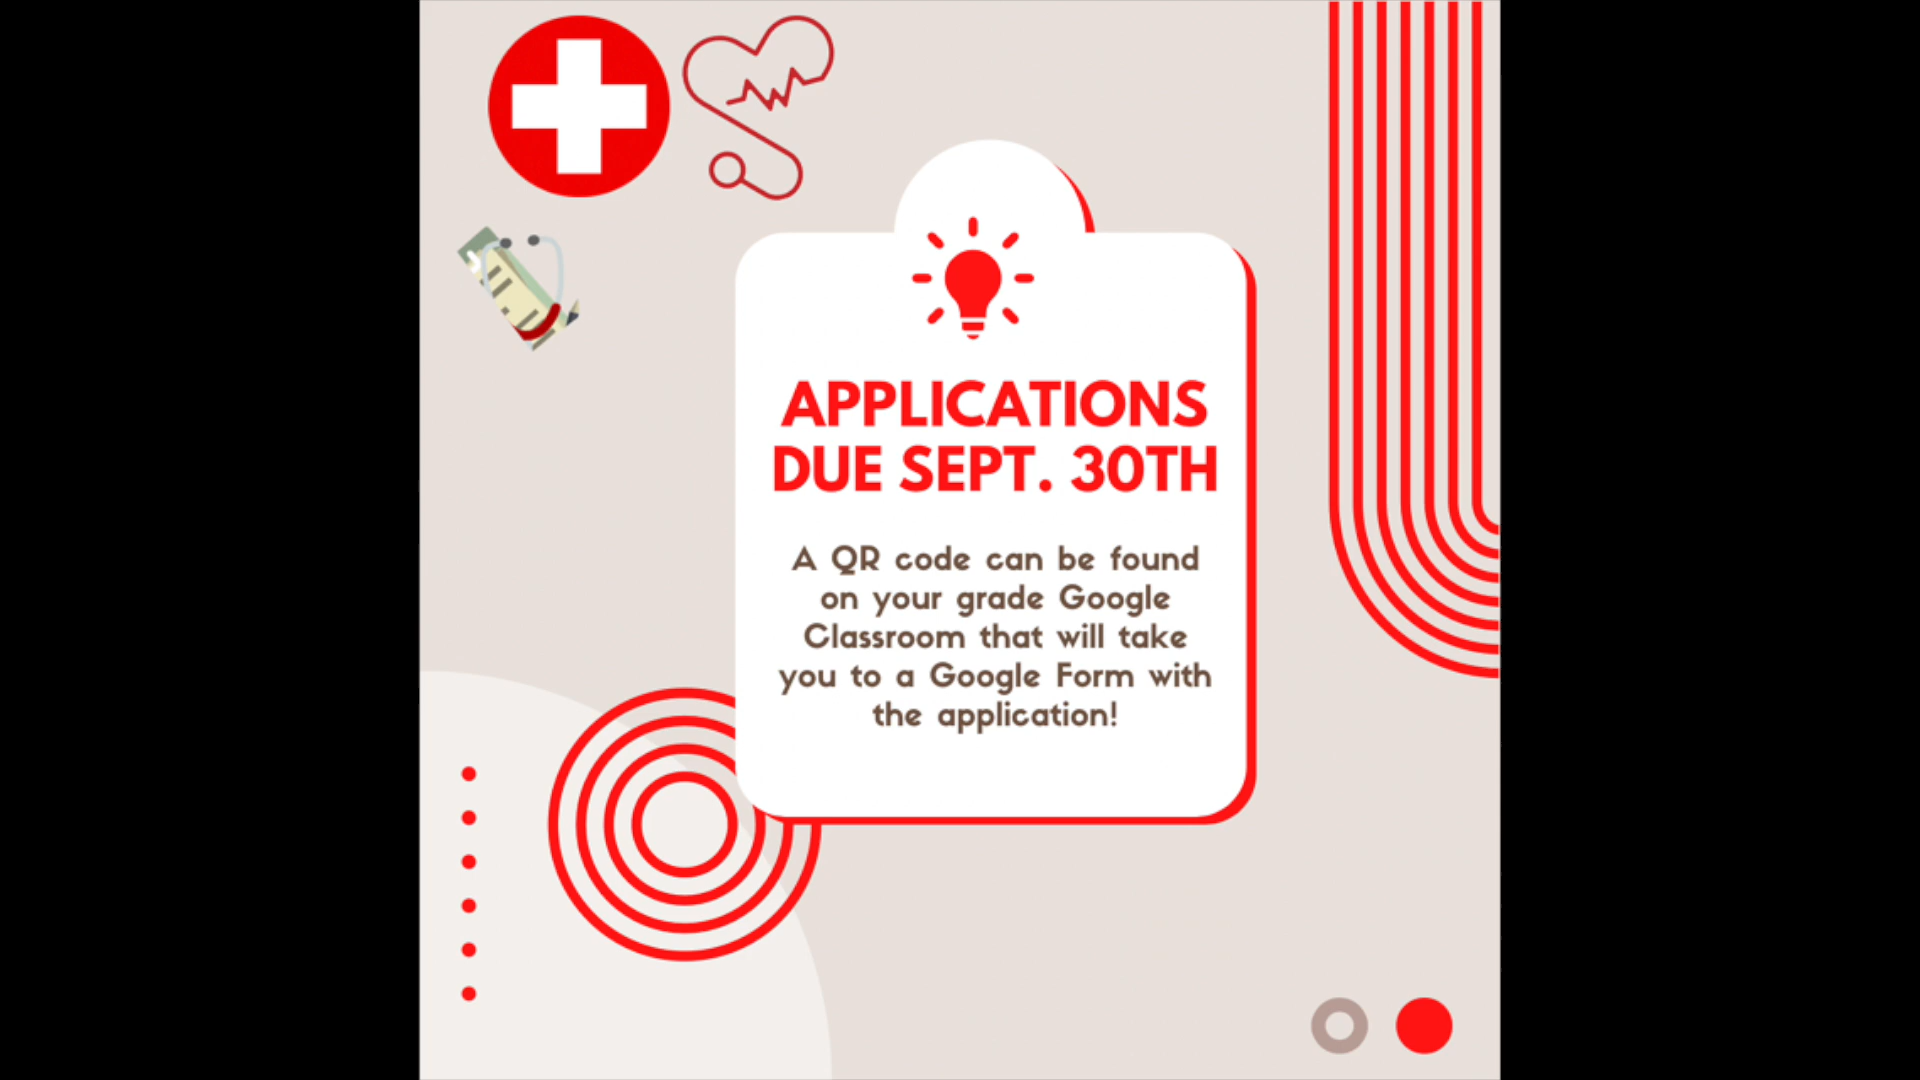 APPLICATIONS
DUE SEPT. 30TH
A QR code can be found
on your grade Google
Classroom that will take
you to a Google Form with
the application!